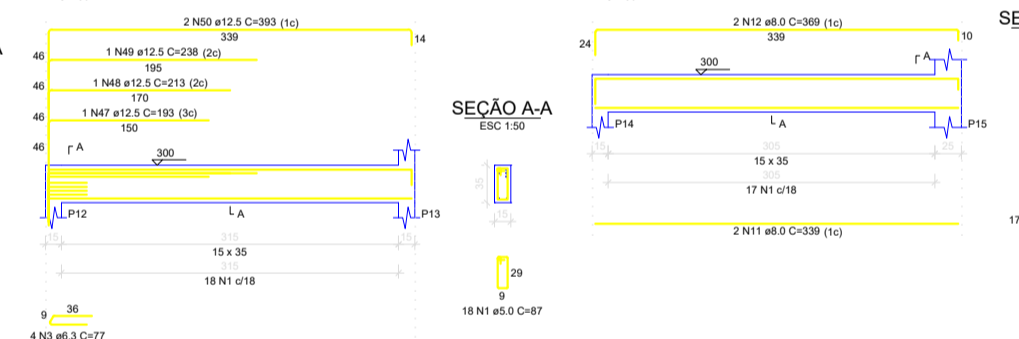 2 N50 ø12.5 C=393 (1c)
339
14
46
1 N49 ø12.5 C=238 (2c)
195
46
1 N48 ø12.5 C=213 (2c)
170
46
1 N47 ø12.5 C=193 (3c)
150
46
A
300
P12
A
P13
15
315
15
15 x 35
315
18 N1 c/18
9
36
4 N3 ø6.3 C=77
SEÇÃO A-A
ESC 1:50
35
15
29
9
18 N1 ø5.0 C=87
2 N12 ø8.0 C=369 (1c)
339
24
10
A
300
P14
A
P15
15
305
25
15 x 35
305
17 N1 c/18
2 N11 ø8.0 C=339 (1c)
SE
17